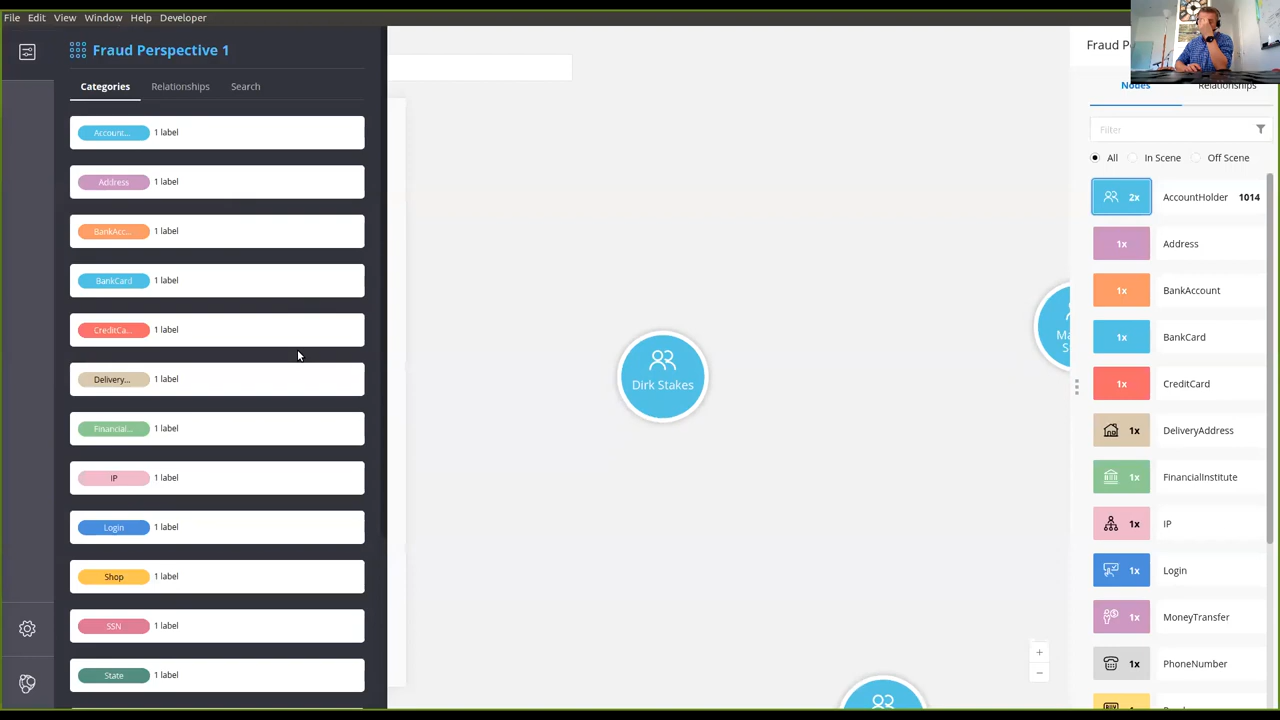 File Edit View Window Help Developer
Fraud Perspective 1
Categories Relationships Search
Account... 1 label
Address 1 label
BankAcc... 1 label
BankCard 1 label
CreditCa... 1 label
Delivery... 1 label
Financial... 1 label
IP 1 label
Login 1 label
Shop 1 label
SSN 1 label
State 1 label
Dirk Stakes
Ma
S
Fraud P
Nodes Relationships
Filter
All In Scene Off Scene
2x AccountHolder 1014
1x Address
1x BankAccount
1x BankCard
1x CreditCard
1x DeliveryAddress
1x FinancialInstitute
1x IP
1x Login
1x MoneyTransfer
1x PhoneNumber